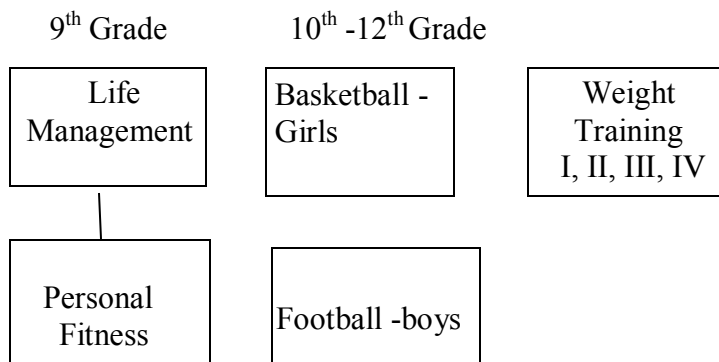 9th Grade
10th -12th Grade
Life
Management
Basketball -
Girls
Weight
Training
I, II, III, IV
Personal
Fitness
Football -boys